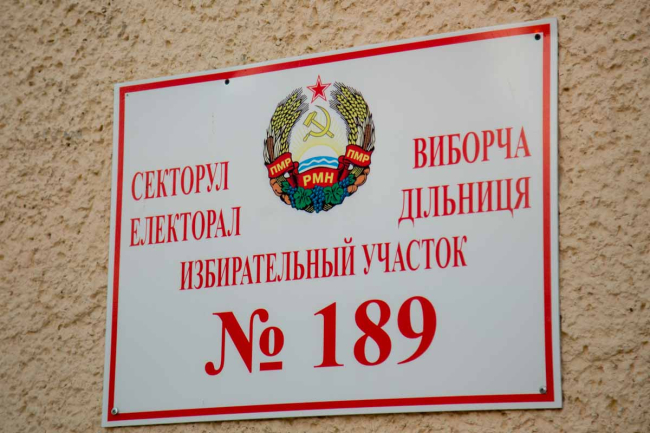 ПМР ПМР
РМН
СЕКТОРУЛ
ЕЛЕКТОРАЛ
ВИБОРЧА
ДІЛЬНИЦЯ
ИЗБИРАТЕЛЬНЫЙ УЧАСТОК
№ 189